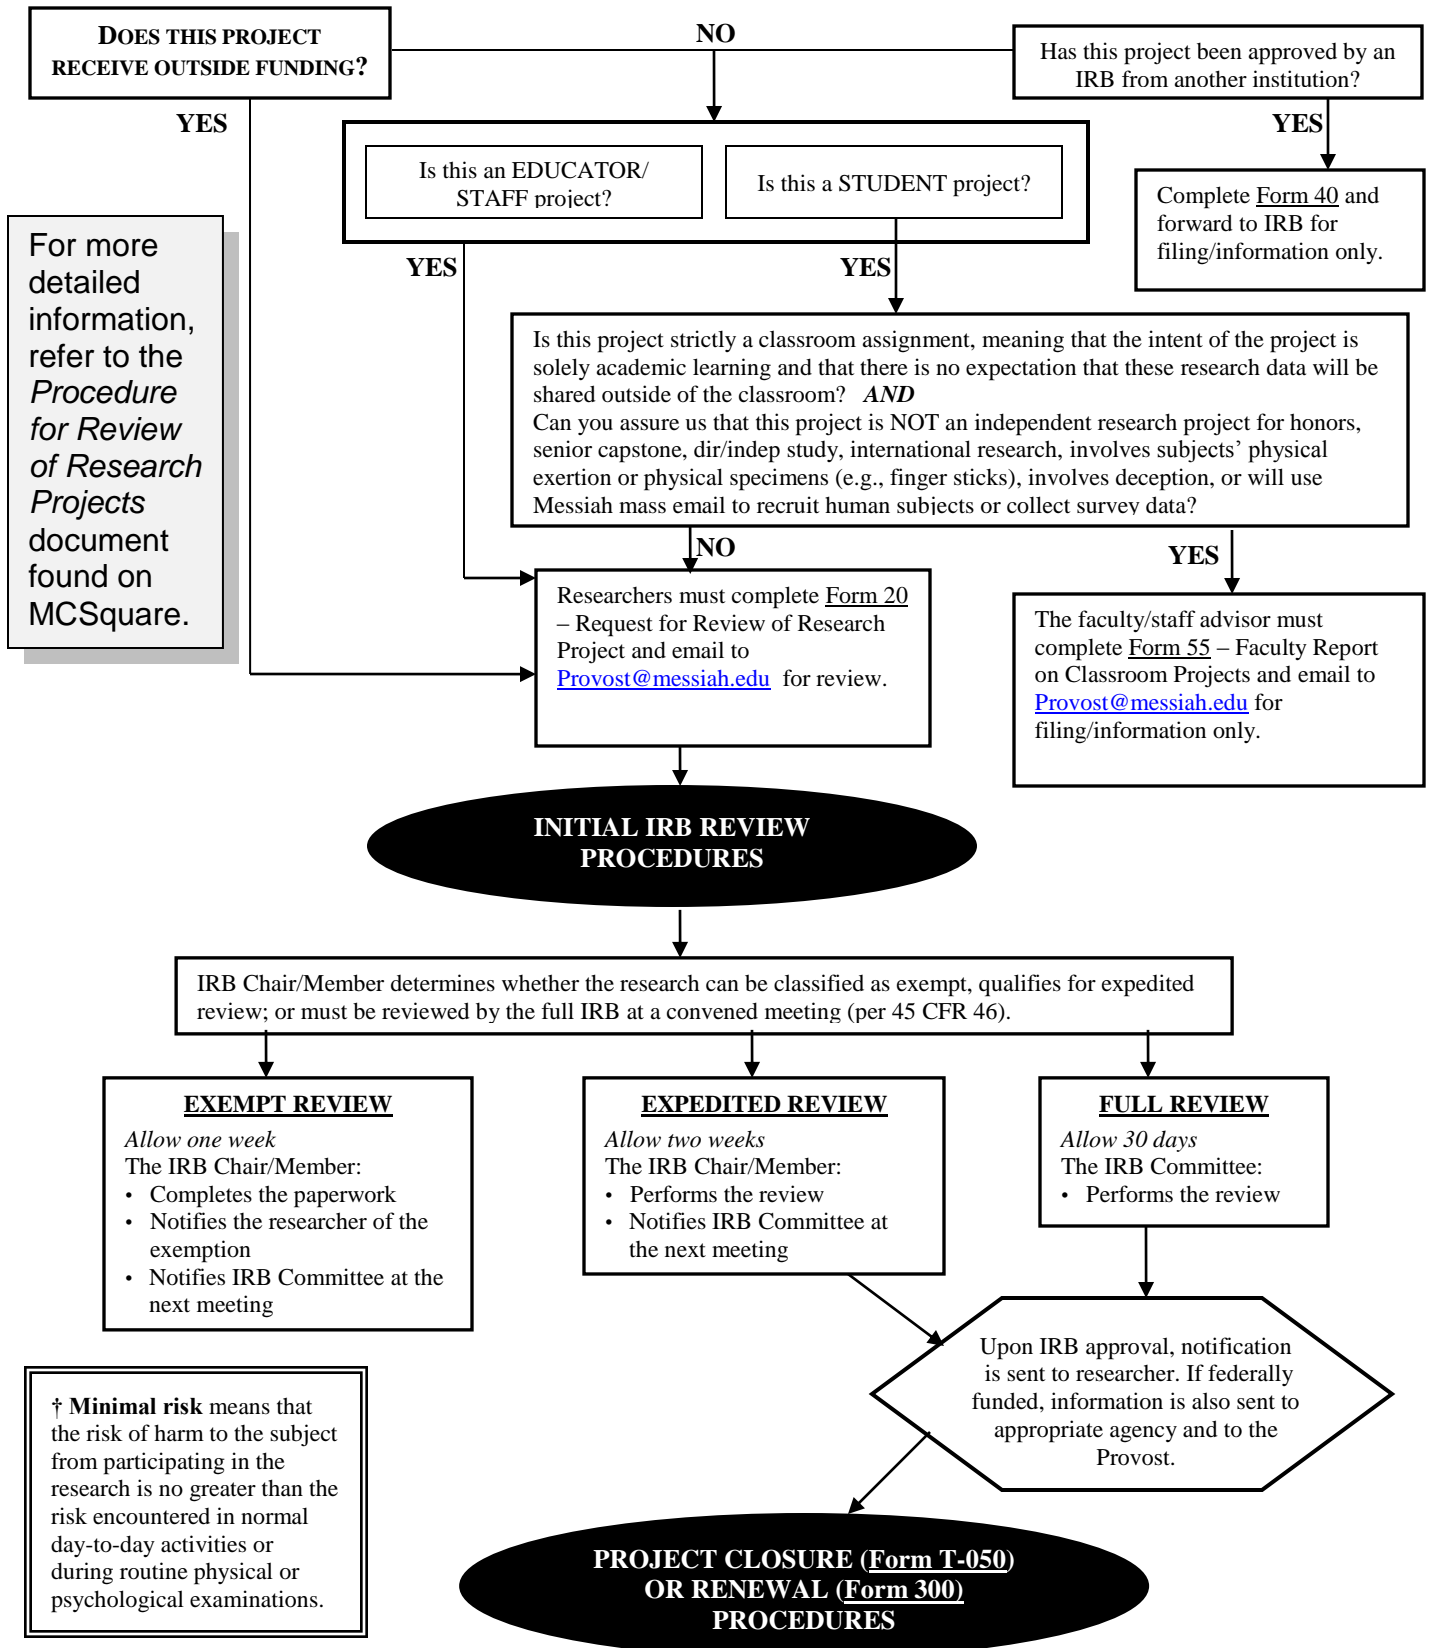 DOES THIS PROJECT
RECEIVE OUTSIDE FUNDING?
NO
Has this project been approved by an
IRB from another institution?
YES
YES
Is this an EDUCATOR/
STAFF project?
Is this a STUDENT project?
Complete Form 40 and
forward to IRB for
filing/information only.
For more
detailed
information,
refer to the
Procedure
for Review
of Research
Projects
document
found on
MCSquare.
YES
YES
Is this project strictly a classroom assignment, meaning that the intent of the project is
solely academic learning and that there is no expectation that these research data will be
shared outside of the classroom? AND
Can you assure us that this project is NOT an independent research project for honors,
senior capstone, dir/indep study, international research, involves subjects’ physical
exertion or physical specimens (e.g., finger sticks), involves deception, or will use
Messiah mass email to recruit human subjects or collect survey data?
NO
YES
Researchers must complete Form 20
– Request for Review of Research
Project and email to
Provost@messiah.edu for review.
The faculty/staff advisor must
complete Form 55 – Faculty Report
on Classroom Projects and email to
Provost@messiah.edu for
filing/information only.
INITIAL IRB REVIEW
PROCEDURES
IRB Chair/Member determines whether the research can be classified as exempt, qualifies for expedited
review; or must be reviewed by the full IRB at a convened meeting (per 45 CFR 46).
EXEMPT REVIEW
Allow one week
The IRB Chair/Member:
• Completes the paperwork
• Notifies the researcher of the
exemption
• Notifies IRB Committee at the
next meeting
EXPEDITED REVIEW
Allow two weeks
The IRB Chair/Member:
• Performs the review
• Notifies IRB Committee at
the next meeting
FULL REVIEW
Allow 30 days
The IRB Committee:
• Performs the review
Upon IRB approval, notification
is sent to researcher. If federally
funded, information is also sent to
appropriate agency and to the
Provost.
† Minimal risk means that
the risk of harm to the subject
from participating in the
research is no greater than the
risk encountered in normal
day-to-day activities or
during routine physical or
psychological examinations.
PROJECT CLOSURE (Form T-050)
OR RENEWAL (Form 300)
PROCEDURES